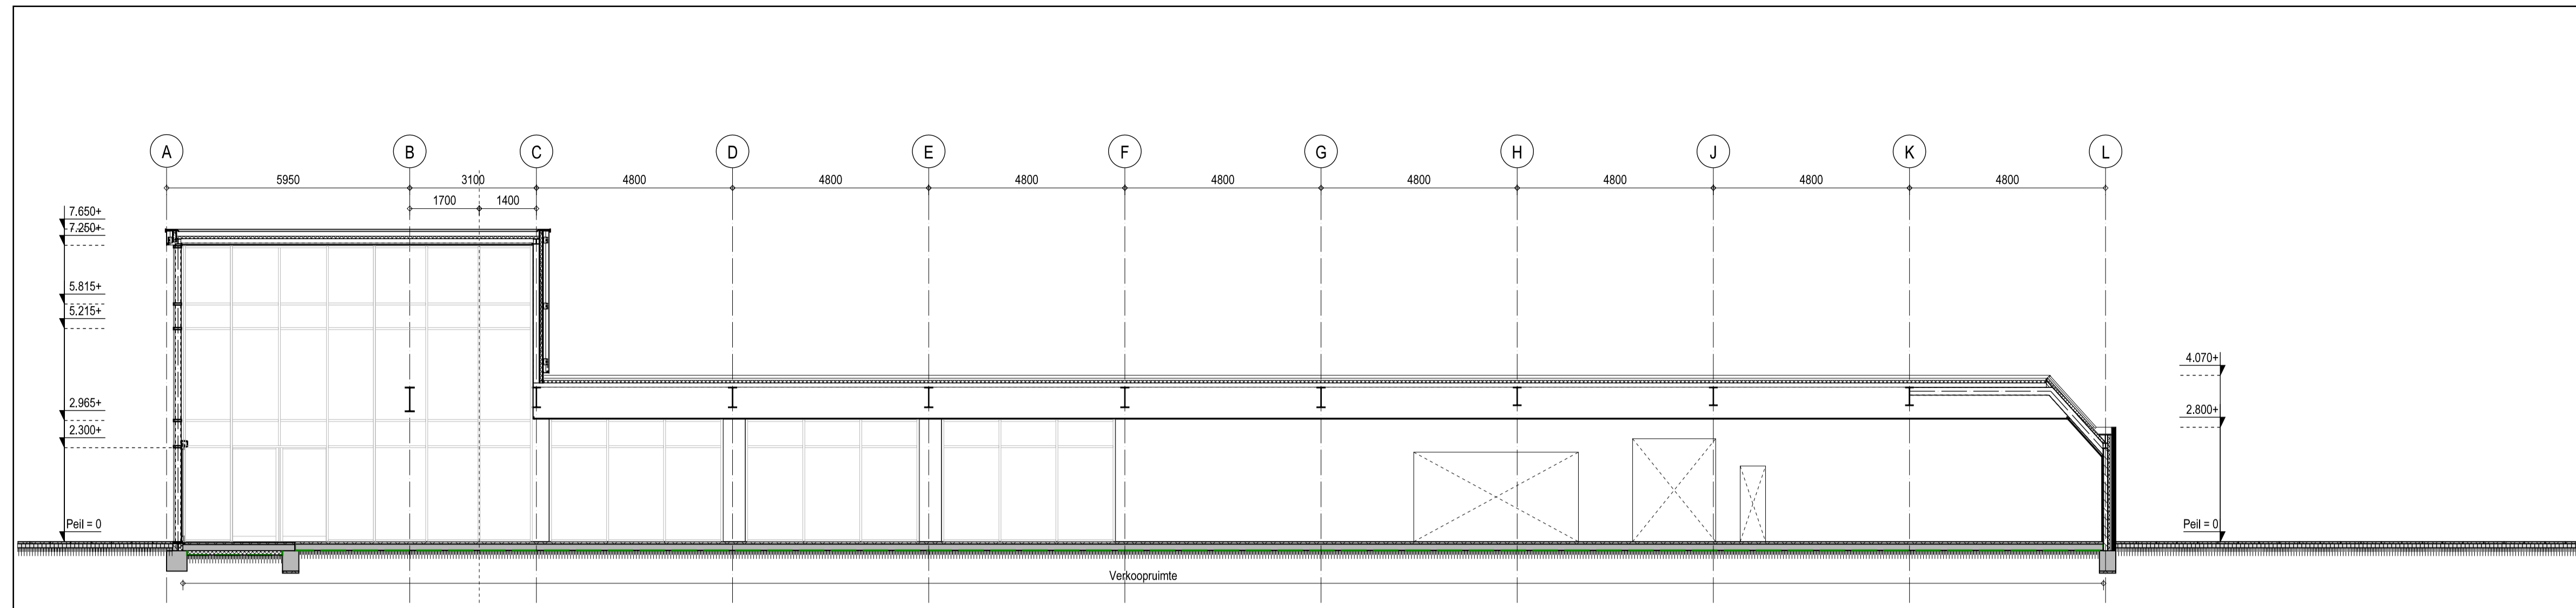 A B C D E F G H J K L
5950 3100 4800 4800 4800 4800 4800 4800 4800 4800
1700 1400
7.650+
7.250+
5.815+
5.215+
2.965+
2.300+
Peil = 0
4.070+
2.800+
Peil = 0
Verkoopruimte